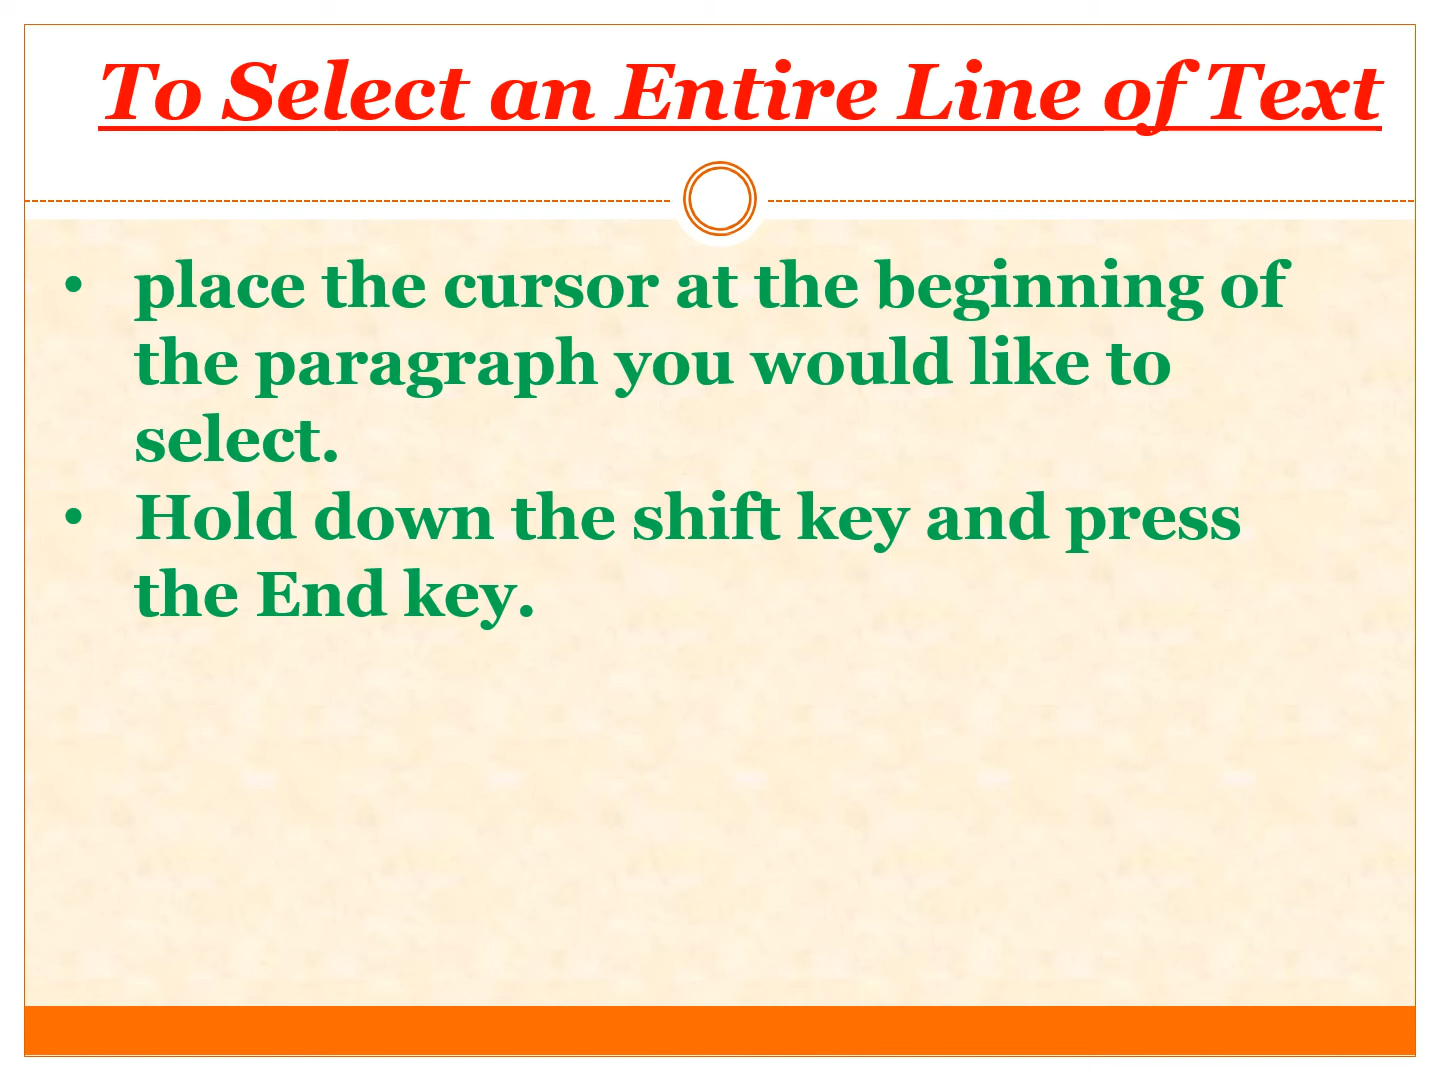 To Select an Entire Line of Text
• place the cursor at the beginning of
the paragraph you would like to
select.
• Hold down the shift key and press
the End key.